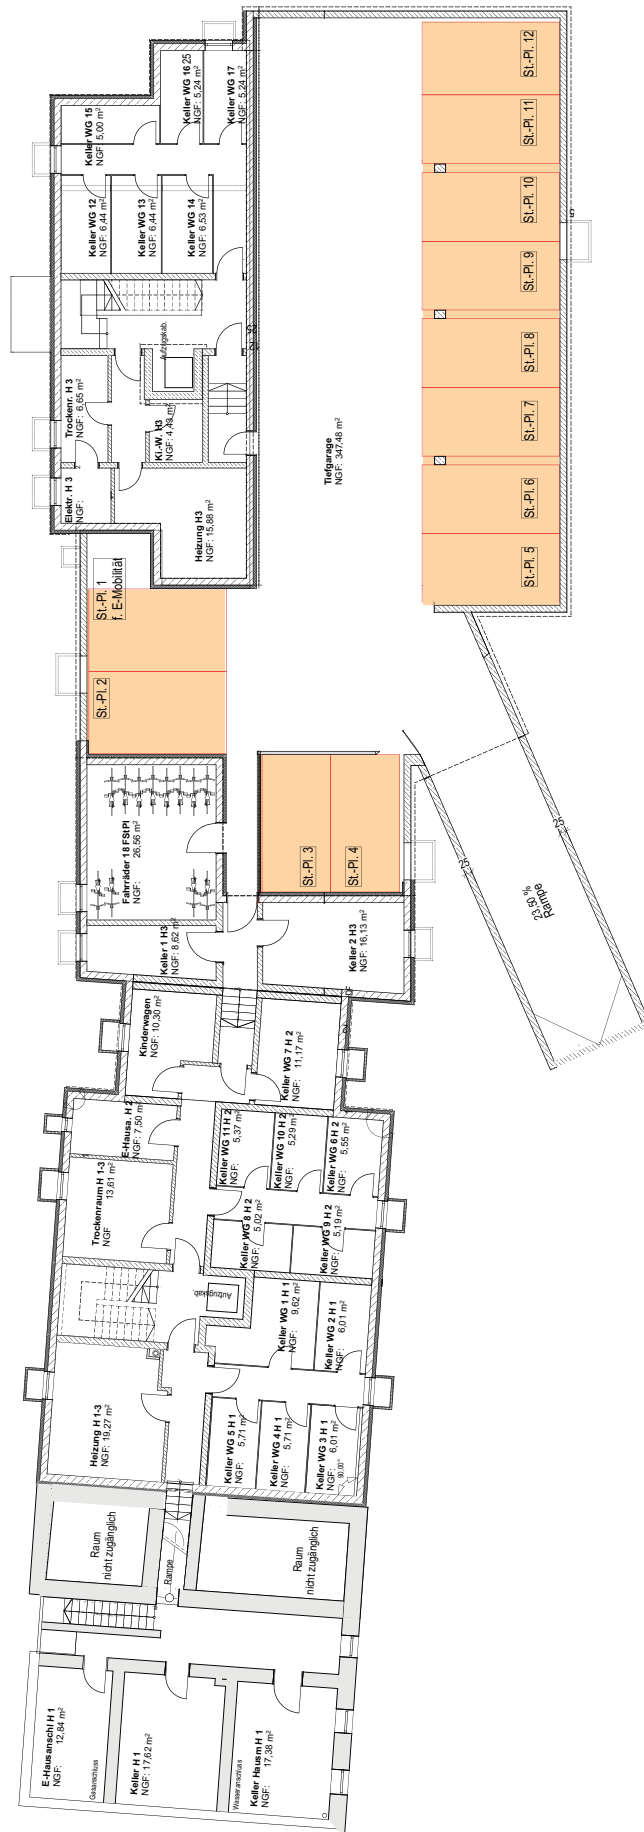 St.-Pl. 12
St.-Pl. 11
St.-Pl. 10
St.-Pl. 9
St.-Pl. 8
St.-Pl. 7
St.-Pl. 6
St.-Pl. 5
Keller WG 15
NGF: 5,00 m²
Keller WG 16
NGF: 5,24 m²
25
Keller WG 17
NGF: 5,24 m²
Keller WG 12
NGF: 6,44 m²
Keller WG 13
NGF: 6,44 m²
Keller WG 14
NGF: 6,53 m²
Aufzugskab.
Trockenr. H 3
NGF: 6,65 m²
Ki.-W. H3
NGF: 4,43 m²
Elektr. H 3
NGF:
Heizung H3
NGF: 15,88 m²
Tiefgarage
NGF: 347,48 m²
St.-Pl. 1
f. E-Mobilität
St.-Pl. 2
St.-Pl. 3
St.-Pl. 4
Fahrräder 18 FStPl
NGF: 26,56 m²
Keller 1 H3
NGF: 8,62 m²
Keller 2 H3
NGF: 16,13 m²
25
25
23,50 %
Rampe
Kinderwagen
NGF: 10,30 m²
Keller WG 7 H 2
NGF: 11,17 m²
E-Hausa. H 2
NGF: 7,50 m²
Trockenraum H 1-3
NGF 13,61 m²
Keller WG 11 H 2
NGF: 5,37 m²
Keller WG 10 H 2
NGF: 5,29 m²
Keller WG 6 H 2
NGF: 5,55 m²
Keller WG 8 H 2
NGF: 5,02 m²
Keller WG 9 H 2
NGF: 5,19 m²
Aufzugskab.
Keller WG 1 H 1
NGF: 9,62 m²
Keller WG 2 H 1
NGF: 6,01 m²
Heizung H 1-3
NGF: 19,27 m²
Keller WG 5 H 1
NGF: 5,71 m²
Keller WG 4 H 1
NGF: 5,71 m²
Keller WG 3 H 1
NGF: 6,01 m²
90,00°
Raum
nicht zugänglich
Rampe
Raum
nicht zugänglich
E-Hausanschl H 1
NGF: 12,84 m²
Gasanschluss
Keller H 1
NGF: 17,62 m²
Wasseranschluss
Keller Hausm H 1
NGF: 17,38 m²